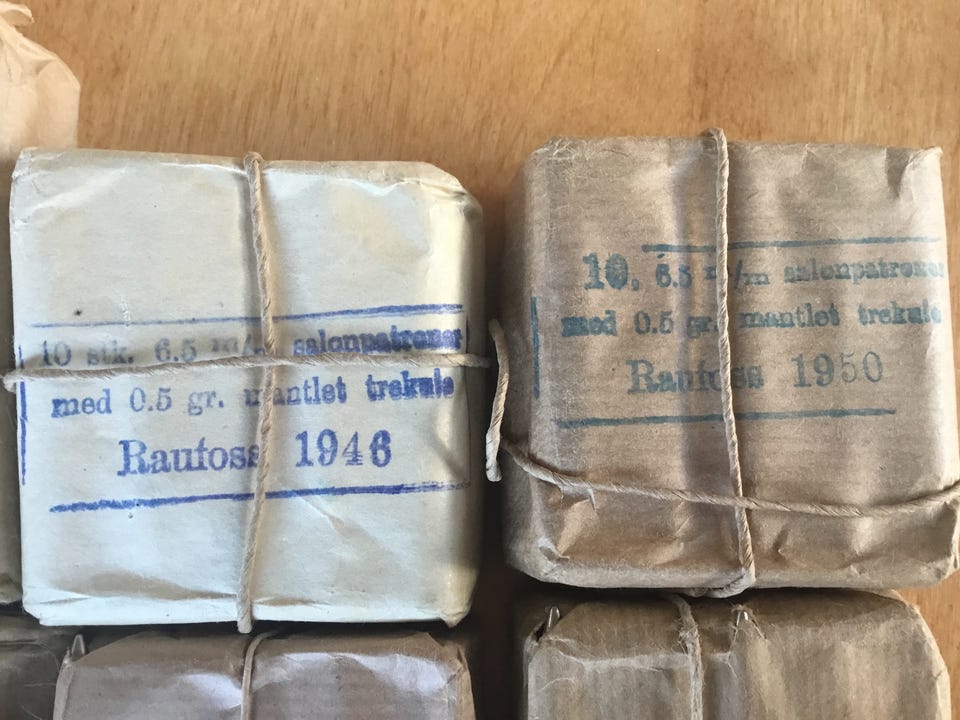 10 stk. 6.5 m/m salonpatroner
med 0.5 gr. mantlet trekule
Raufoss 1946
10. 6.5 m/m salonpatroner
med 0.5 gr. mantlet trekule
Raufoss 1950